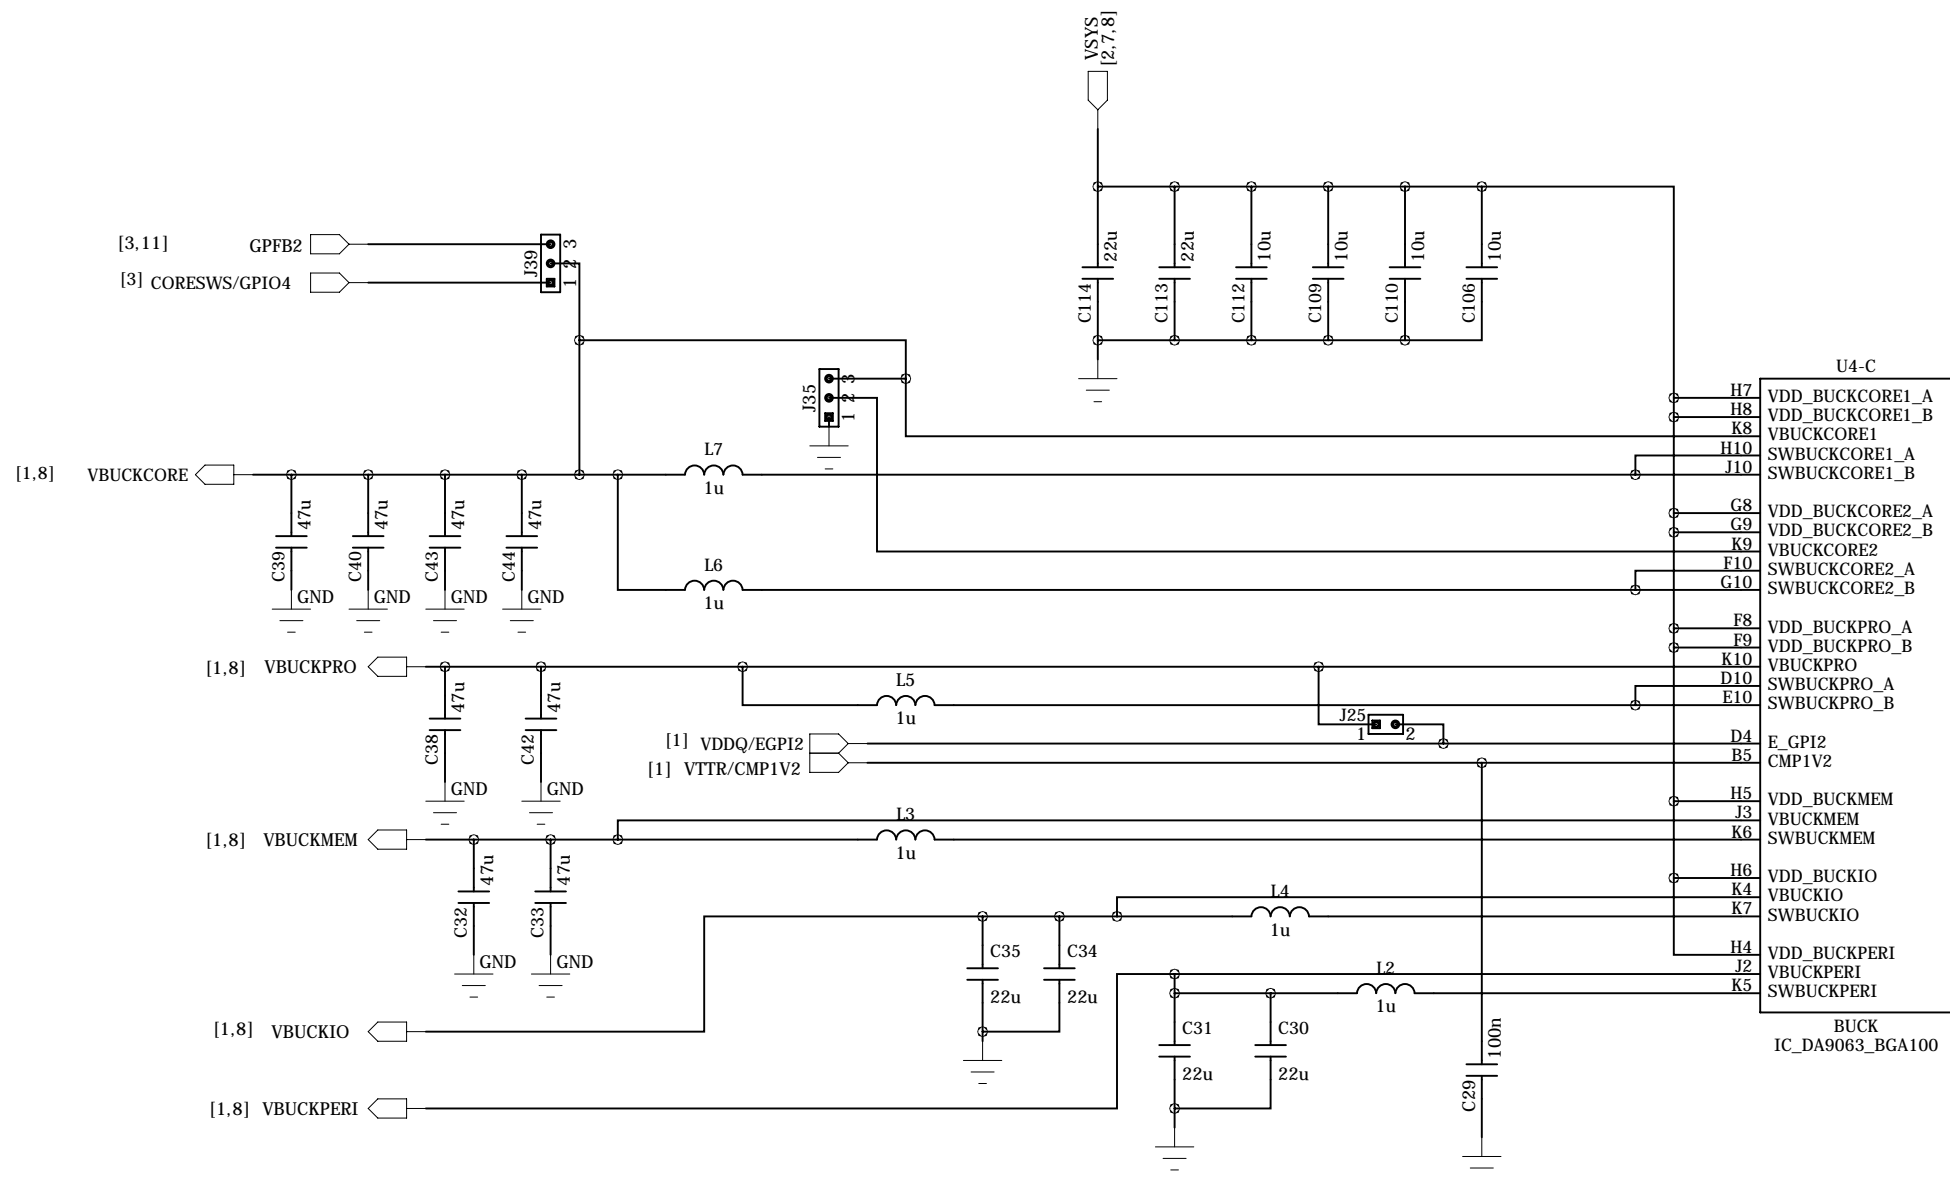 VSYS
[2,7,8]
[3,11] GPFB2
[3] CORESWS/GPIO4
J39
3
2
1
22u
22u
10u
10u
10u
10u
C114
C113
C112
C109
C110
C106
J35
3
2
1
U4-C
H7 VDD_BUCKCORE1_A
H8 VDD_BUCKCORE1_B
K8 VBUCKCORE1
H10 SWBUCKCORE1_A
J10 SWBUCKCORE1_B
G8 VDD_BUCKCORE2_A
G9 VDD_BUCKCORE2_B
K9 VBUCKCORE2
F10 SWBUCKCORE2_A
G10 SWBUCKCORE2_B
F8 VDD_BUCKPRO_A
F9 VDD_BUCKPRO_B
K10 VBUCKPRO
D10 SWBUCKPRO_A
E10 SWBUCKPRO_B
D4 E_GPI2
B5 CMP1V2
H5 VDD_BUCKMEM
J3 VBUCKMEM
K6 SWBUCKMEM
H6 VDD_BUCKIO
K4 VBUCKIO
K7 SWBUCKIO
H4 VDD_BUCKPERI
J2 VBUCKPERI
K5 SWBUCKPERI
BUCK
IC_DA9063_BGA100
[1,8] VBUCKCORE
L7
1u
47u
47u
47u
47u
C39
C40
C43
C44
GND
GND
GND
GND
L6
1u
[1,8] VBUCKPRO
L5
1u
47u
47u
C38
C42
GND
GND
J25
1
2
[1] VDDQ/EGPI2
[1] VTTR/CMP1V2
[1,8] VBUCKMEM
L3
1u
47u
47u
C32
C33
GND
GND
L4
1u
C35
22u
C34
22u
[1,8] VBUCKIO
L2
1u
C31
22u
C30
22u
100n
C29
[1,8] VBUCKPERI